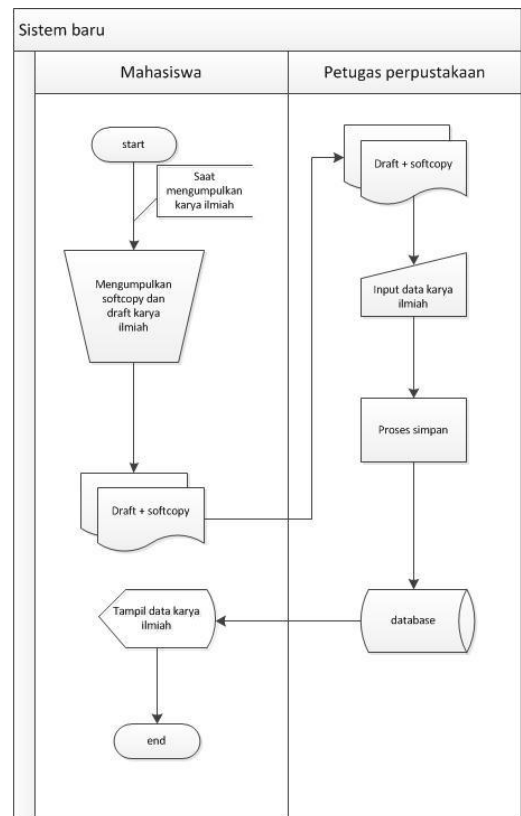 Sistem baru
Mahasiswa
Petugas perpustakaan
start
Saat
mengumpulkan
karya ilmiah
Mengumpulkan
softcopy dan
draft karya
ilmiah
Draft + softcopy
Draft + softcopy
Input data karya
ilmiah
Proses simpan
database
Tampil data karya
ilmiah
end